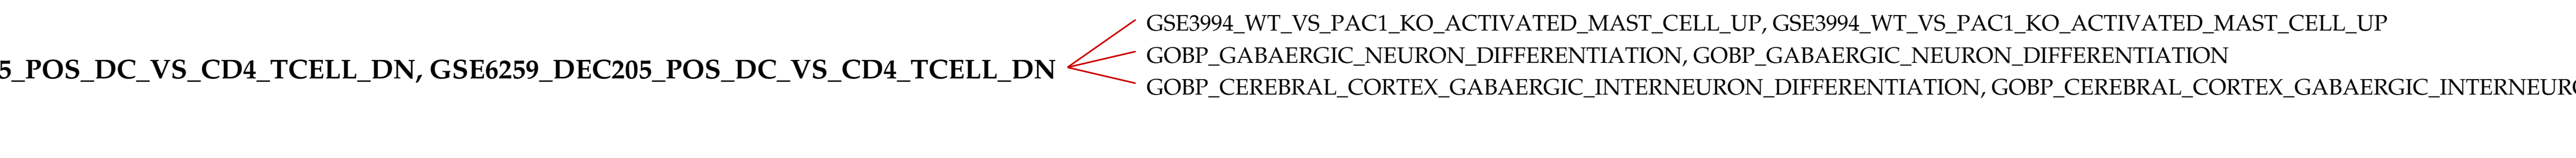 5_POS_DC_VS_CD4_TCELL_DN, GSE6259_DEC205_POS_DC_VS_CD4_TCELL_DN
GSE3994_WT_VS_PAC1_KO_ACTIVATED_MAST_CELL_UP, GSE3994_WT_VS_PAC1_KO_ACTIVATED_MAST_CELL_UP
GOBP_GABAERGIC_NEURON_DIFFERENTIATION, GOBP_GABAERGIC_NEURON_DIFFERENTIATION
GOBP_CEREBRAL_CORTEX_GABAERGIC_INTERNEURON_DIFFERENTIATION, GOBP_CEREBRAL_CORTEX_GABAERGIC_INTERNEURO